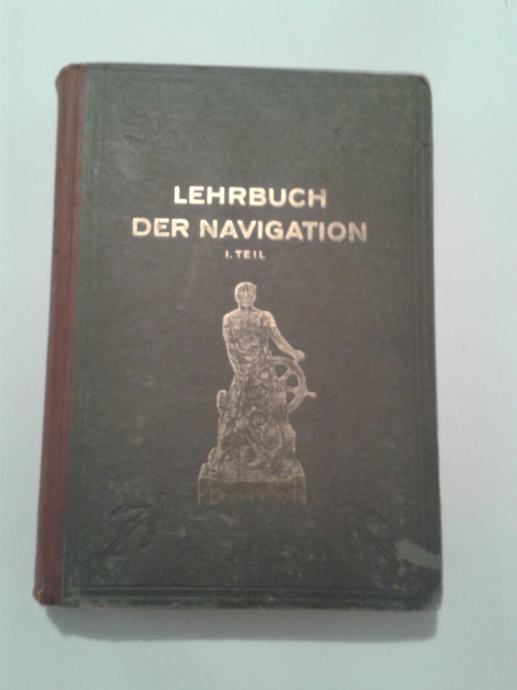 LEHRBUCH
DER NAVIGATION
I. TEIL